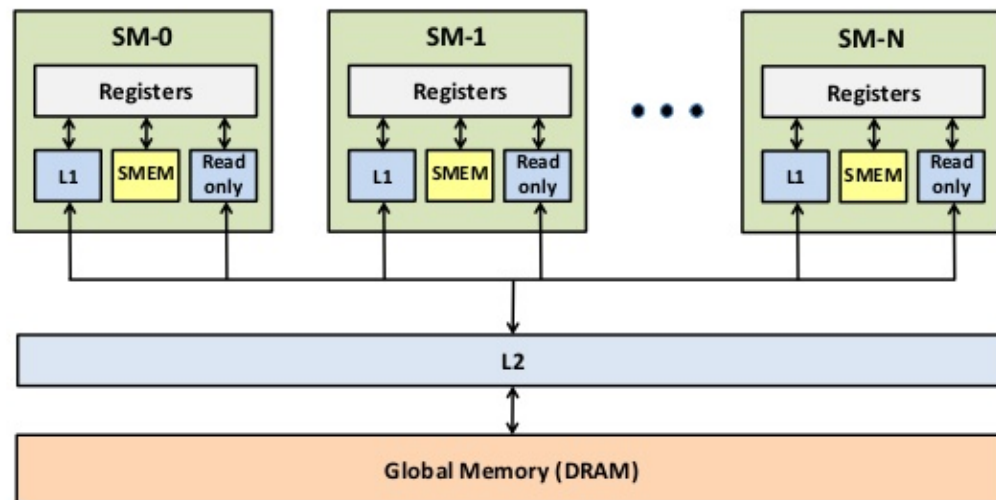 SM-0
Registers
L1
SMEM
Read
only
SM-1
Registers
L1
SMEM
Read
only
SM-N
Registers
L1
SMEM
Read
only
L2
Global Memory (DRAM)